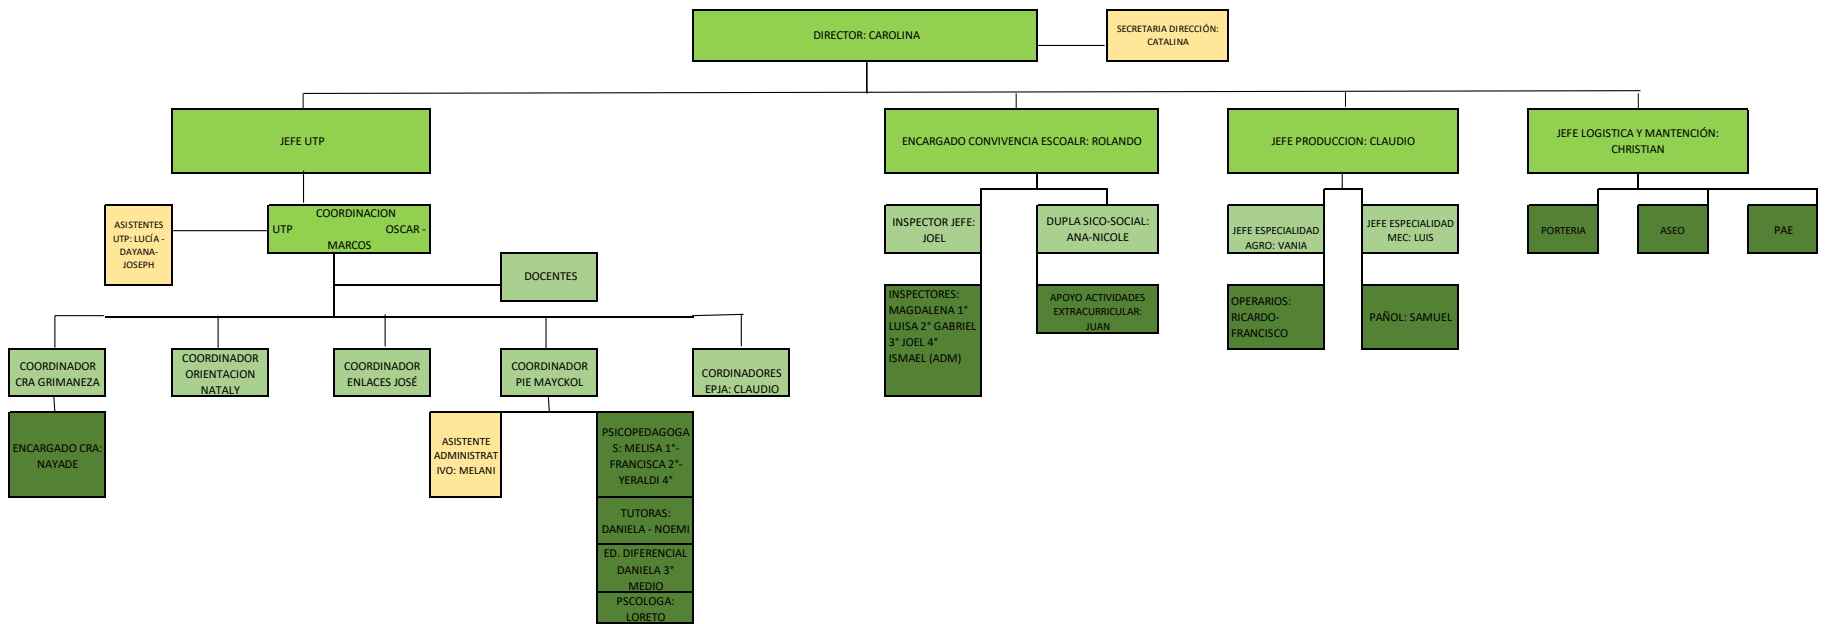 DIRECTOR: CAROLINA
SECRETARIA DIRECCIÓN:
CATALINA
JEFE UTP
ENCARGADO CONVIVENCIA ESCOALR: ROLANDO
JEFE PRODUCCION: CLAUDIO
JEFE LOGISTICA Y MANTENCIÓN:
CHRISTIAN
ASISTENTES
UTP: LUCÍA -
DAYANA-
JOSEPH
COORDINACION
UTP OSCAR -
MARCOS
DOCENTES
INSPECTOR JEFE:
JOEL
DUPLA SICO-SOCIAL:
ANA-NICOLE
JEFE ESPECIALIDAD
AGRO: VANIA
JEFE ESPECIALIDAD
MEC: LUIS
PORTERIA
ASEO
PAE
INSPECTORES:
MAGDALENA 1°
LUISA 2° GABRIEL
3° JOEL 4°
ISMAEL (ADM)
APOYO ACTIVIDADES
EXTRACURRICULAR:
JUAN
OPERARIOS:
RICARDO-
FRANCISCO
PAÑOL: SAMUEL
COORDINADOR
CRA GRIMANEZA
COORDINADOR
ORIENTACION
NATALY
COORDINADOR
ENLACES JOSÉ
COORDINADOR
PIE MAYCKOL
CORDINADORES
EPJA: CLAUDIO
ENCARGADO CRA:
NAYADE
ASISTENTE
ADMINISTRAT
IVO: MELANI
PSICOPEDAGOGA
S: MELISA 1°-
FRANCISCA 2°-
YERALDI 4°
TUTORAS:
DANIELA - NOEMI
ED. DIFERENCIAL
DANIELA 3°
MEDIO
PSCOLOGA:
LORETO